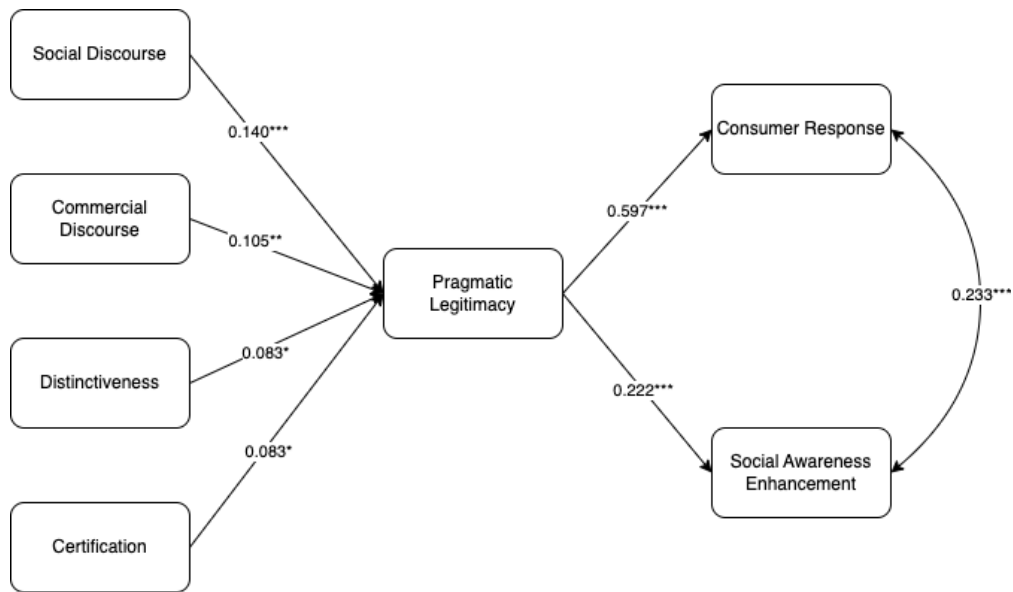 Social Discourse
0.140***
Commercial
Discourse
0.105**
Distinctiveness
0.083*
Certification
0.083*
Pragmatic
Legitimacy
0.597***
0.222***
Consumer Response
0.233***
Social Awareness
Enhancement